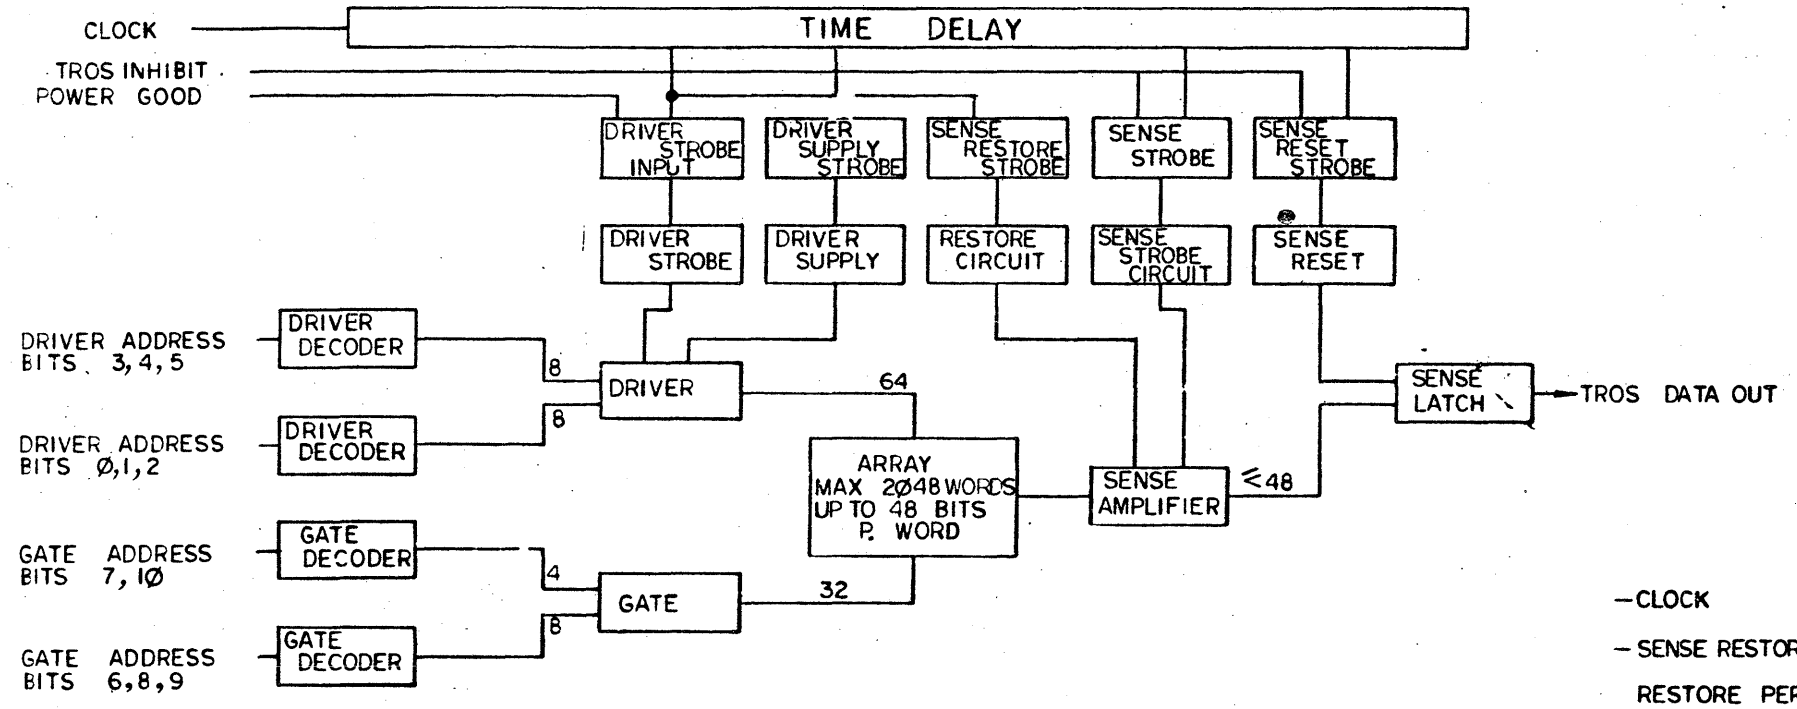 CLOCK
TIME DELAY
TROS INHIBIT
POWER GOOD
DRIVER
STROBE
INPUT
DRIVER
SUPPLY
STROBE
SENSE
RESTORE
STROBE
SENSE
STROBE
SENSE
RESET
STROBE
DRIVER
STROBE
DRIVER
SUPPLY
RESTORE
CIRCUIT
SENSE
STROBE
CIRCUIT
SENSE
RESET
DRIVER ADDRESS
BITS 3,4,5
DRIVER
DECODER
8
DRIVER
64
DRIVER ADDRESS
BITS Ø,1,2
DRIVER
DECODER
8
SENSE
LATCH
TROS DATA OUT
ARRAY
MAX 2Ø48 WORDS
UP TO 48 BITS
P. WORD
SENSE
AMPLIFIER
≤48
GATE ADDRESS
BITS 7,1Ø
GATE
DECODER
4
GATE
32
GATE ADDRESS
BITS 6,8,9
GATE
DECODER
8
—CLOCK
— SENSE RESTOR
RESTORE PER